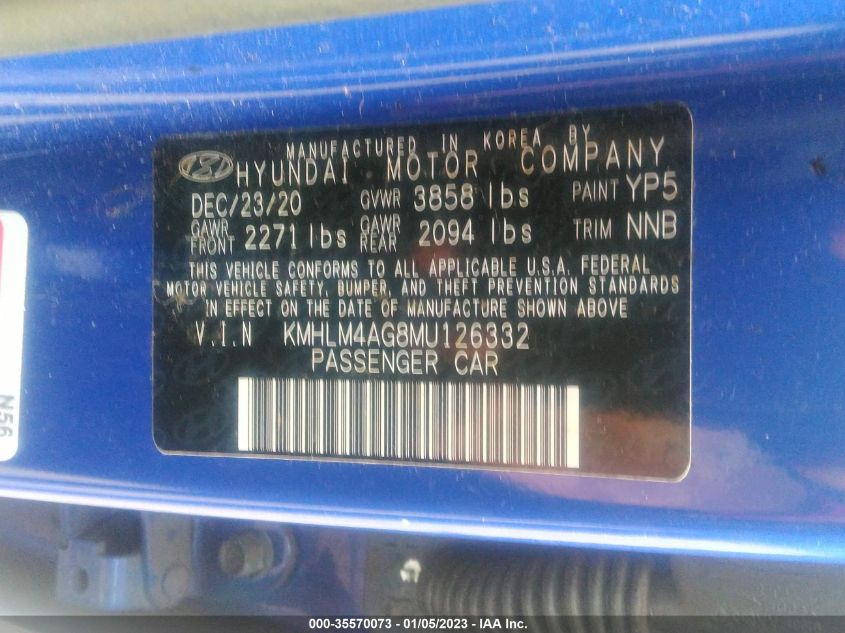 MANUFACTURED IN KOREA BY
HYUNDAI MOTOR COMPANY
DEC/23/20 GVWR 3858 lbs PAINT YP5
GAWR FRONT 2271 lbs GAWR REAR 2094 lbs TRIM NNB
THIS VEHICLE CONFORMS TO ALL APPLICABLE U.S.A. FEDERAL
MOTOR VEHICLE SAFETY, BUMPER, AND THEFT PREVENTION STANDARDS
IN EFFECT ON THE DATE OF MANUFACTURE SHOWN ABOVE
V.I.N KMHLM4AG8MU126332
PASSENGER CAR
N56
000-35570073 - 01/05/2023 - IAA Inc.